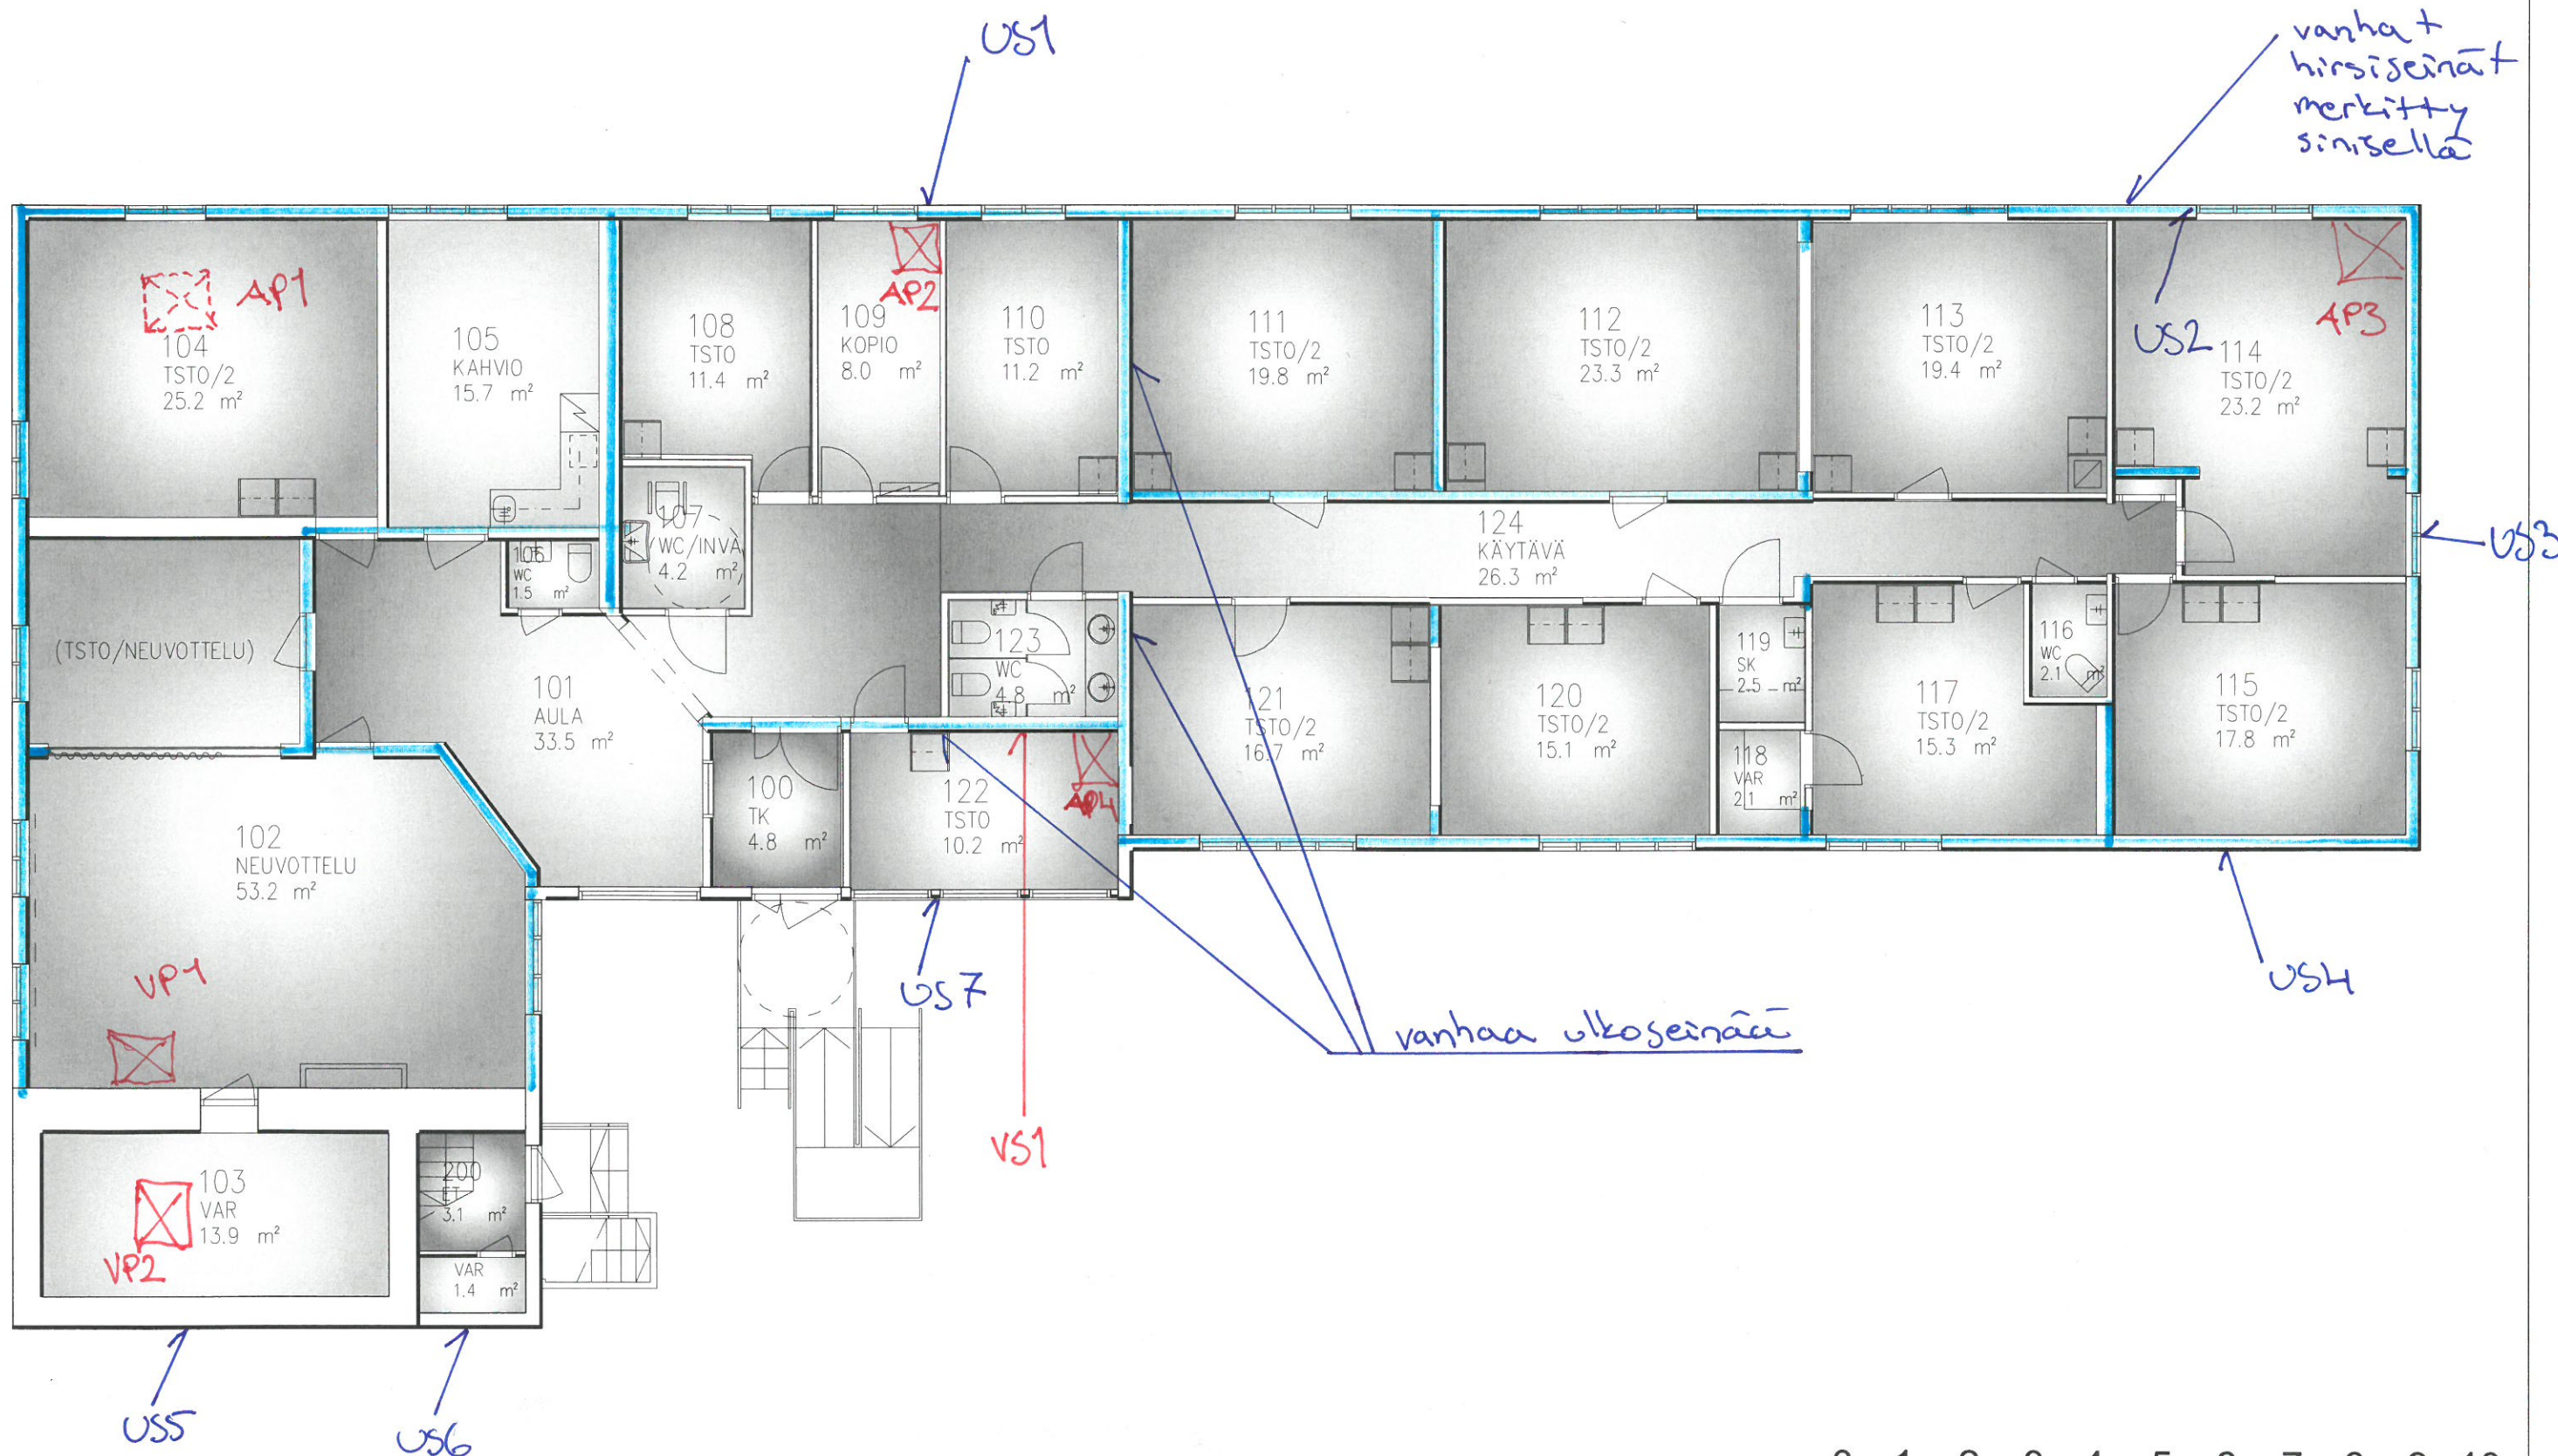 US1
vanhat
hirsiseinät
merkitty
sinisellä
AP1
104
TSTO/2
25.2 m²
105
KAHVIO
15.7 m²
108
TSTO
11.4 m²
109
KOPIO
8.0 m²
AP2
110
TSTO
11.2 m²
111
TSTO/2
19.8 m²
112
TSTO/2
23.3 m²
113
TSTO/2
19.4 m²
US2
114
TSTO/2
23.2 m²
AP3
US3
106
WC
1.5 m²
107
WC/INVA
4.2 m²
124
KÄYTÄVÄ
26.3 m²
(TSTO/NEUVOTTELU)
101
AULA
33.5 m²
123
WC
4.8 m²
121
TSTO/2
16.7 m²
120
TSTO/2
15.1 m²
119
SK
2.5 m²
118
VAR
2.1 m²
117
TSTO/2
15.3 m²
116
WC
2.1 m²
115
TSTO/2
17.8 m²
102
NEUVOTTELU
53.2 m²
100
TK
4.8 m²
122
TSTO
10.2 m²
AP4
VP1
US7
US4
vanhaa ulkoseinää
VS1
103
VAR
13.9 m²
VP2
200
ET
3.1 m²
VAR
1.4 m²
US5
US6